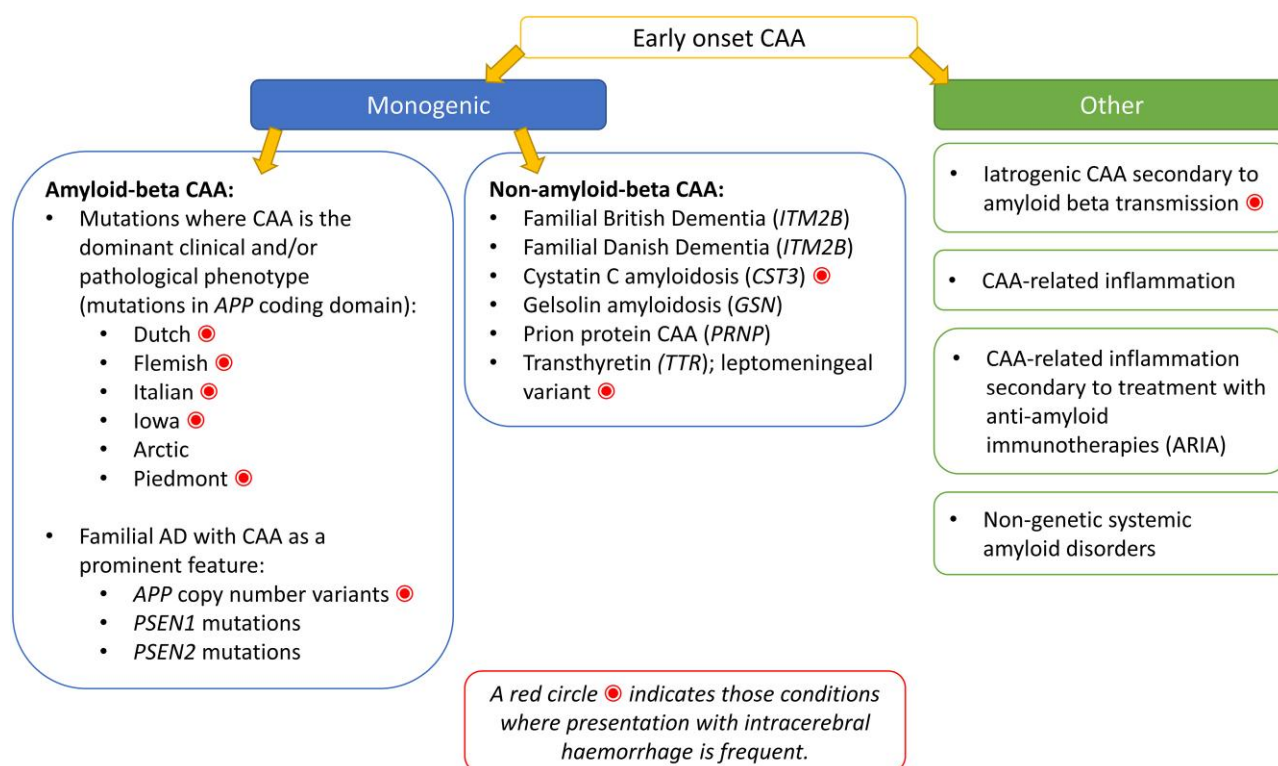 Early onset CAA
Monogenic
Other
Amyloid-beta CAA:
• Mutations where CAA is the
dominant clinical and/or
pathological phenotype
(mutations in APP coding domain):
• Dutch ◉
• Flemish ◉
• Italian ◉
• Iowa ◉
• Arctic
• Piedmont ◉
• Familial AD with CAA as a
prominent feature:
• APP copy number variants ◉
• PSEN1 mutations
• PSEN2 mutations
Non-amyloid-beta CAA:
• Familial British Dementia (ITM2B)
• Familial Danish Dementia (ITM2B)
• Cystatin C amyloidosis (CST3) ◉
• Gelsolin amyloidosis (GSN)
• Prion protein CAA (PRNP)
• Transthyretin (TTR); leptomeningeal
variant ◉
• Iatrogenic CAA secondary to
amyloid beta transmission ◉
• CAA-related inflammation
• CAA-related inflammation
secondary to treatment with
anti-amyloid
immunotherapies (ARIA)
• Non-genetic systemic
amyloid disorders
A red circle ◉ indicates those conditions
where presentation with intracerebral
haemorrhage is frequent.